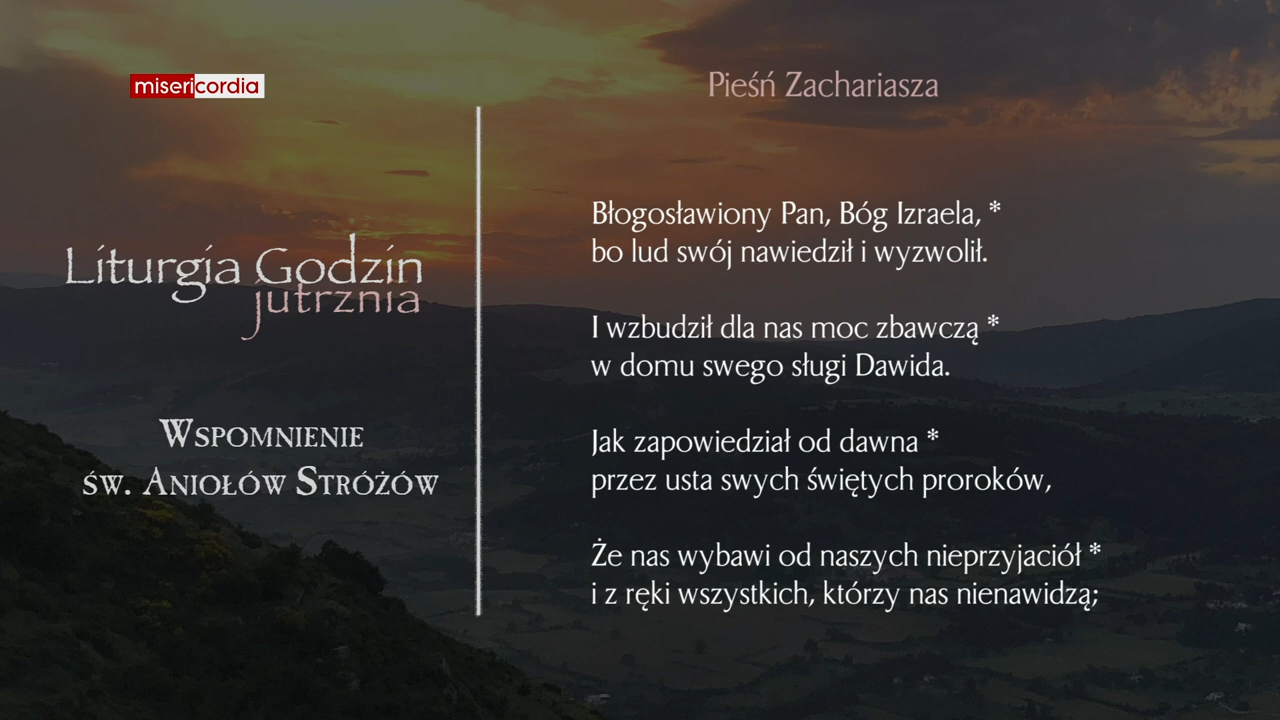 misericordia
Liturgia Godzin
jutrznia
Wspomnienie
św. Aniołów Stróżów
Pieśń Zachariasza
Błogosławiony Pan, Bóg Izraela, *
bo lud swój nawiedził i wyzwolił.
I wzbudził dla nas moc zbawczą *
w domu swego sługi Dawida.
Jak zapowiedział od dawna *
przez usta swych świętych proroków,
Że nas wybawi od naszych nieprzyjaciół *
i z ręki wszystkich, którzy nas nienawidzą;